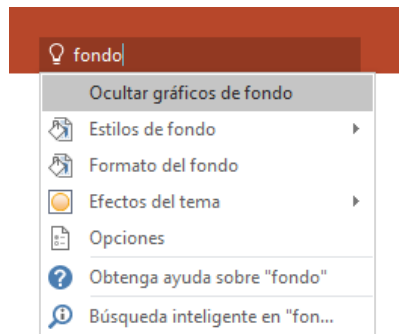 fondo
Ocultar gráficos de fondo
Estilos de fondo
Formato del fondo
Efectos del tema
Opciones
Obtenga ayuda sobre "fondo"
Búsqueda inteligente en "fon...